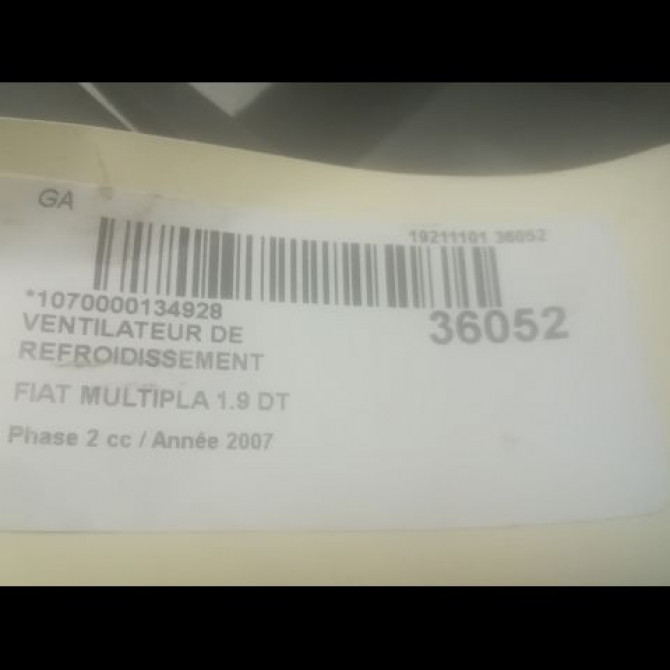 GA
19211101 36052
*1070000134928
36052
VENTILATEUR DE
REFROIDISSEMENT
FIAT MULTIPLA 1.9 DT
Phase 2 cc / Année 2007